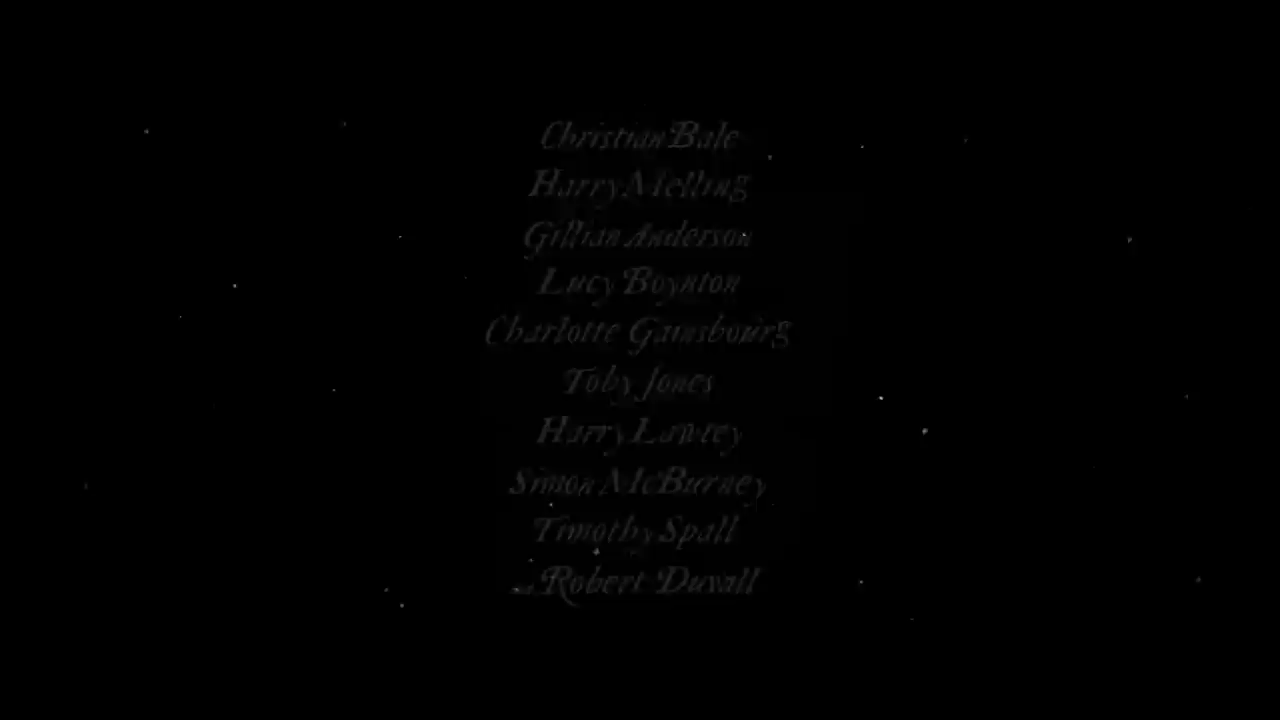 Christian Bale
Harry Melling
Gillian Anderson
Lucy Boynton
Charlotte Gainsbourg
Toby Jones
Harry Lawtey
Simon McBurney
Timothy Spall
and Robert Duvall